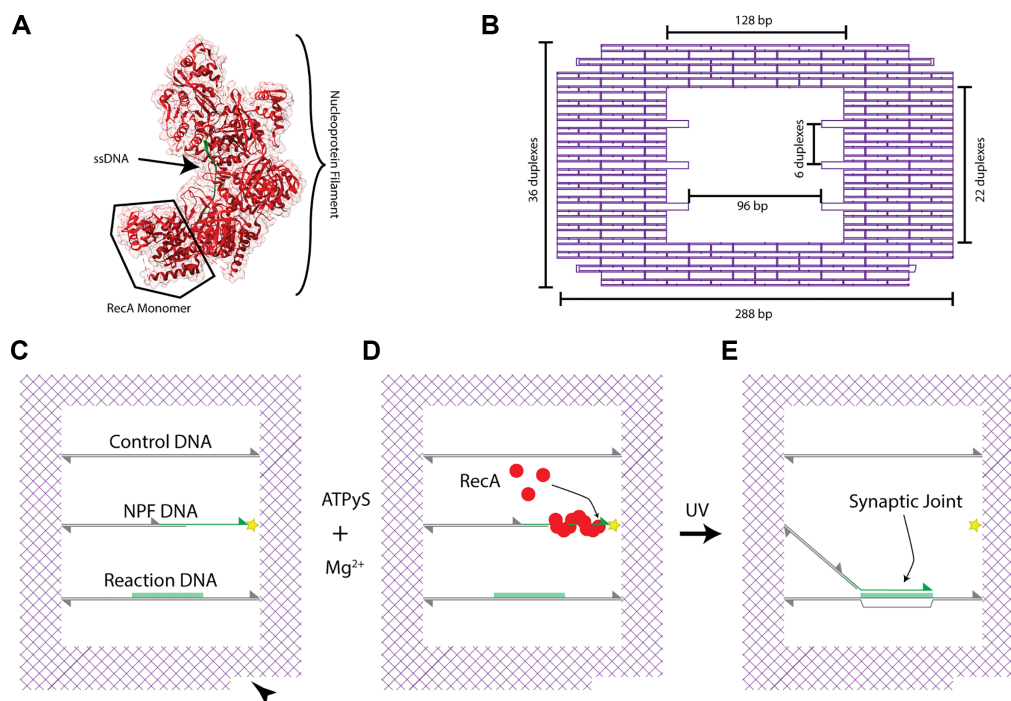 A
ssDNA
Nucleoprotein Filament
RecA Monomer
B
128 bp
36 duplexes
6 duplexes
22 duplexes
96 bp
288 bp
C
Control DNA
NPF DNA
Reaction DNA
ATPyS
+
Mg²⁺
D
RecA
UV
E
Synaptic Joint